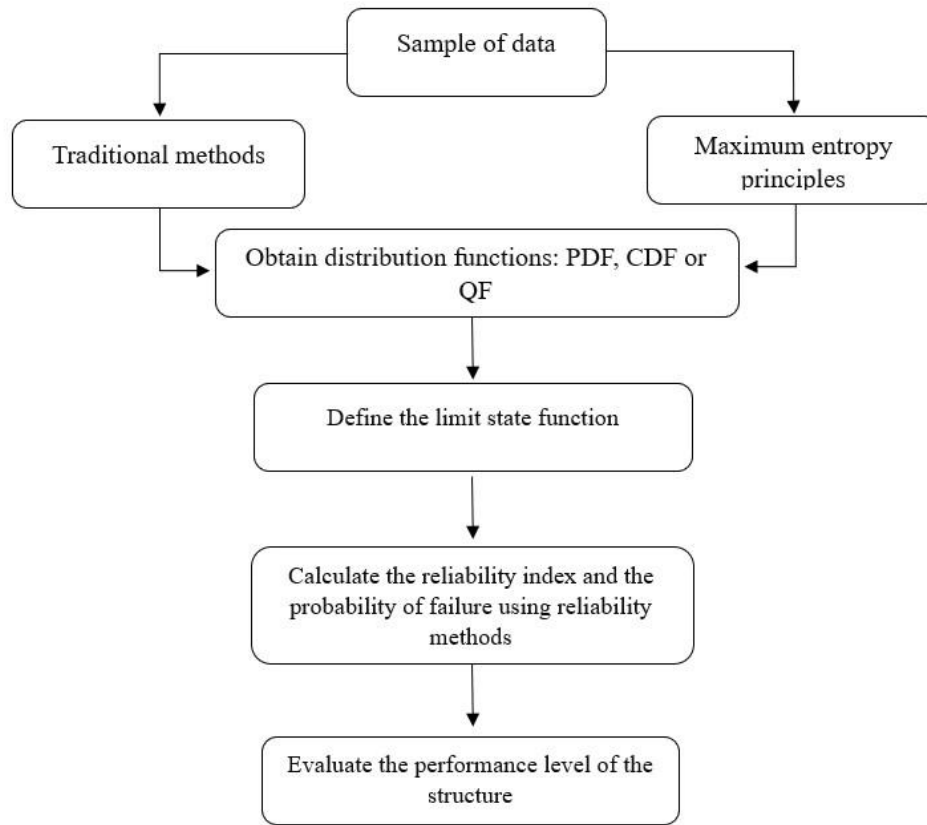 Sample of data
Traditional methods
Maximum entropy
principles
Obtain distribution functions: PDF, CDF or
QF
Define the limit state function
Calculate the reliability index and the
probability of failure using reliability
methods
Evaluate the performance level of the
structure